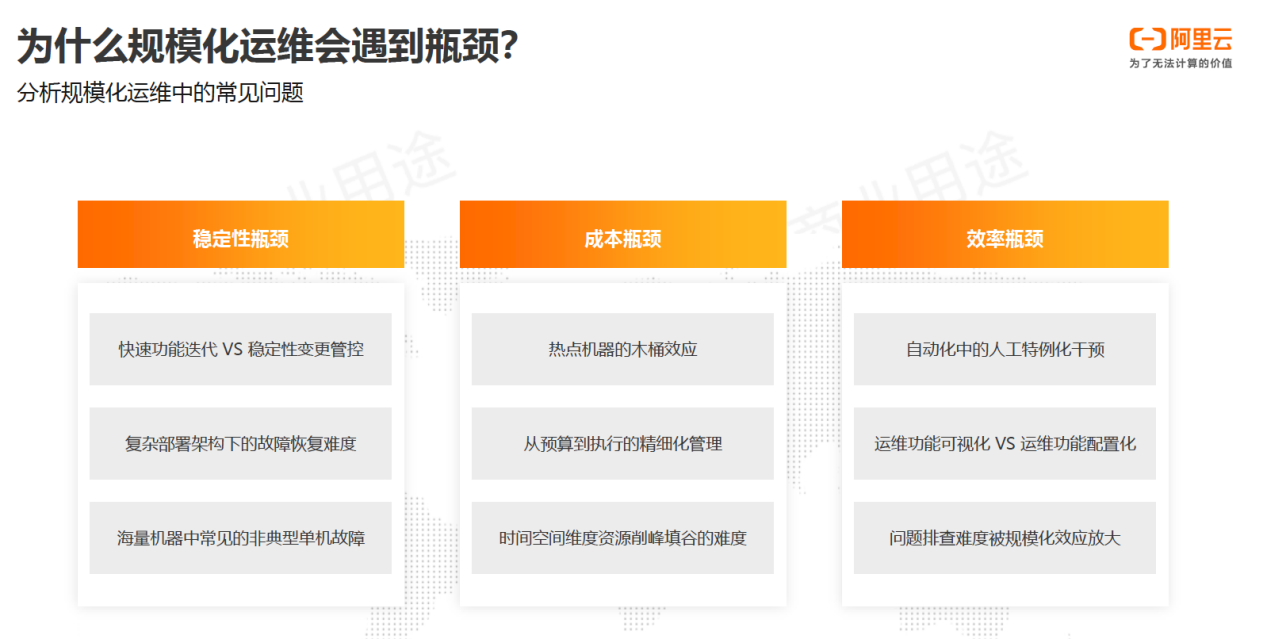 为什么规模化运维会遇到瓶颈?
分析规模化运维中的常见问题
阿里云
为了无法计算的价值
业用途
商业用途
稳定性瓶颈
快速功能迭代 VS 稳定性变更管控
复杂部署架构下的故障恢复难度
海量机器中常见的非典型单机故障
成本瓶颈
热点机器的木桶效应
从预算到执行的精细化管理
时间空间维度资源削峰填谷的难度
效率瓶颈
自动化中的人工特例化干预
运维功能可视化 VS 运维功能配置化
问题排查难度被规模化效应放大